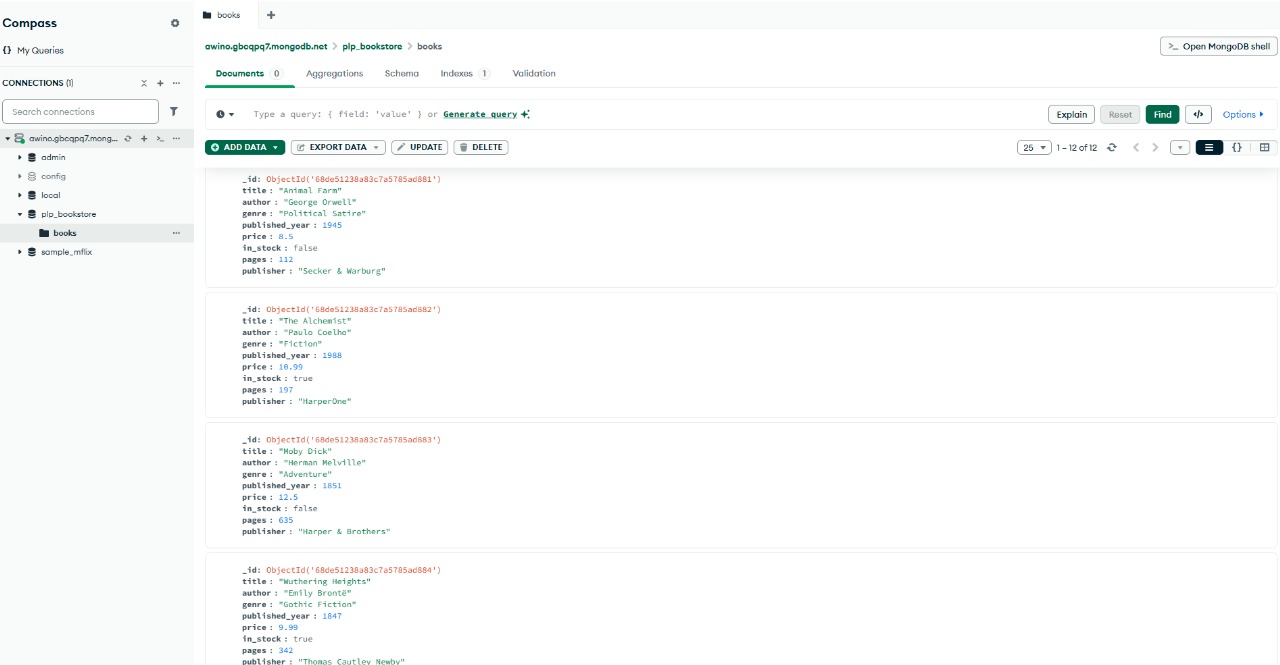 Compass
My Queries
CONNECTIONS (1)
Search connections
awino.gbcqpq7.mong...
admin
config
local
plp_bookstore
books
sample_mflix
books
awino.gbcqpq7.mongodb.net > plp_bookstore > books
>_ Open MongoDB shell
Documents 0 Aggregations Schema Indexes 1 Validation
Type a query: { field: 'value' } or Generate query
Explain Reset Find </> Options
ADD DATA EXPORT DATA UPDATE DELETE
25 1 – 12 of 12 {}
_id: ObjectId('68de51238a83c7a5785ad881')
title : "Animal Farm"
author : "George Orwell"
genre : "Political Satire"
published_year : 1945
price : 8.5
in_stock : false
pages : 112
publisher : "Secker & Warburg"
_id: ObjectId('68de51238a83c7a5785ad882')
title : "The Alchemist"
author : "Paulo Coelho"
genre : "Fiction"
published_year : 1988
price : 10.99
in_stock : true
pages : 197
publisher : "HarperOne"
_id: ObjectId('68de51238a83c7a5785ad883')
title : "Moby Dick"
author : "Herman Melville"
genre : "Adventure"
published_year : 1851
price : 12.5
in_stock : false
pages : 635
publisher : "Harper & Brothers"
_id: ObjectId('68de51238a83c7a5785ad884')
title : "Wuthering Heights"
author : "Emily Brontë"
genre : "Gothic Fiction"
published_year : 1847
price : 9.99
in_stock : true
pages : 342
publisher : "Thomas Cautley Newby"